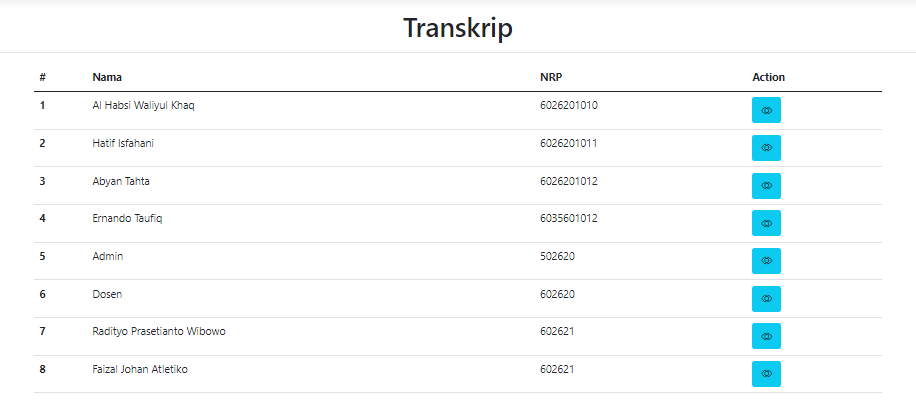 Transkrip
# Nama NRP Action
1 Al Habsi Waliyul Khaq 6026201010
2 Hatif Isfahani 6026201011
3 Abyan Tahta 6026201012
4 Ernando Taufiq 6035601012
5 Admin 502620
6 Dosen 602620
7 Radityo Prasetianto Wibowo 602621
8 Faizal Johan Atletiko 602621